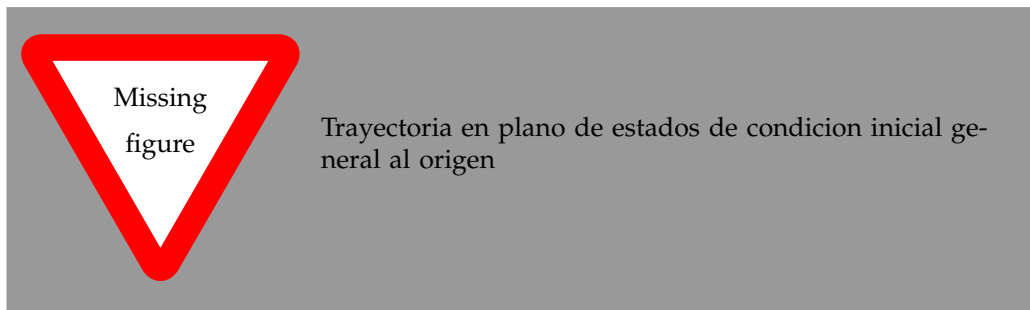 Missing
figure
Trayectoria en plano de estados de condicion inicial ge-
neral al origen